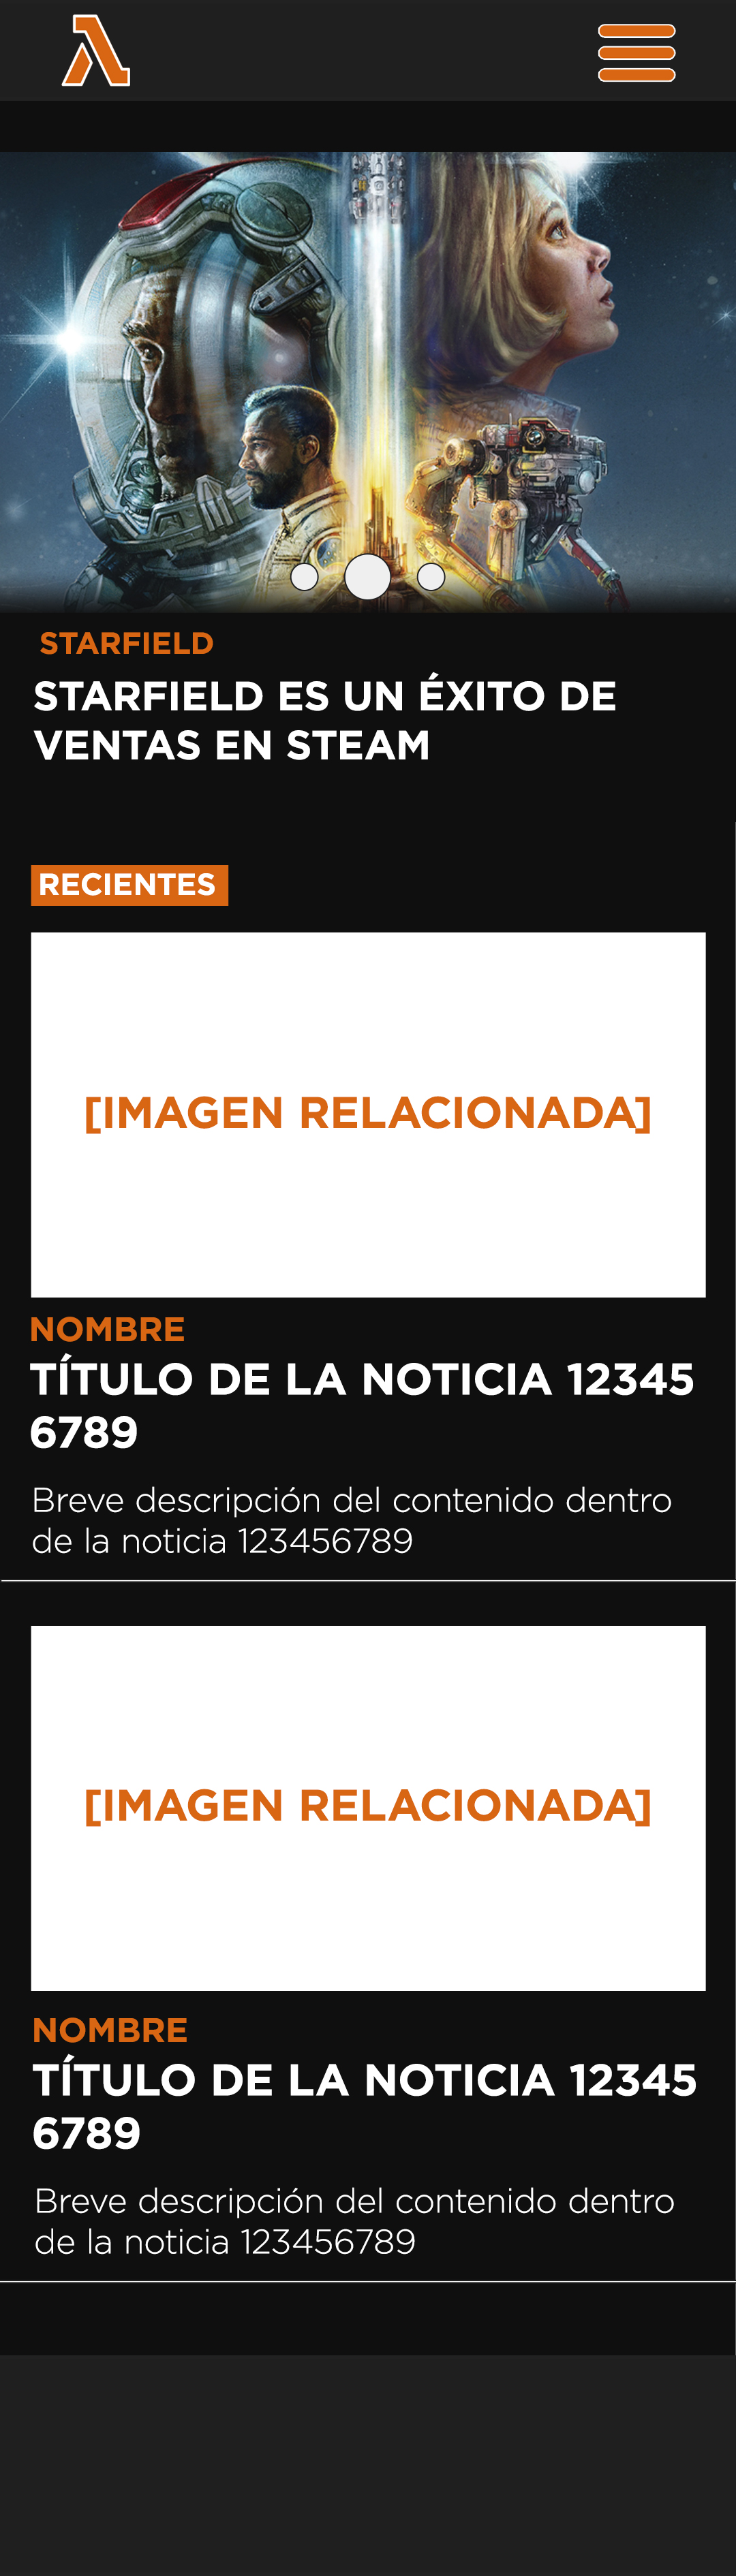 STARFIELD
STARFIELD ES UN ÉXITO DE
VENTAS EN STEAM
RECIENTES
[IMAGEN RELACIONADA]
NOMBRE
TÍTULO DE LA NOTICIA 12345
6789
Breve descripción del contenido dentro
de la noticia 123456789
[IMAGEN RELACIONADA]
NOMBRE
TÍTULO DE LA NOTICIA 12345
6789
Breve descripción del contenido dentro
de la noticia 123456789